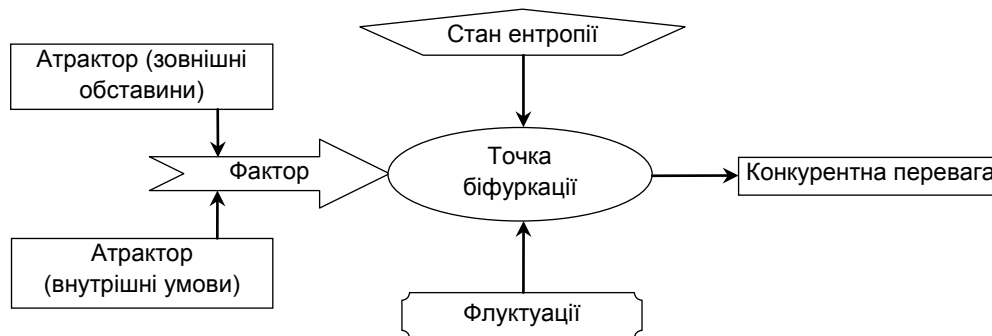 Стан ентропії
Атрактор (зовнішні
обставини)
Фактор
Точка
біфуркації
Конкурентна перевага
Атрактор
(внутрішні умови)
Флуктуації